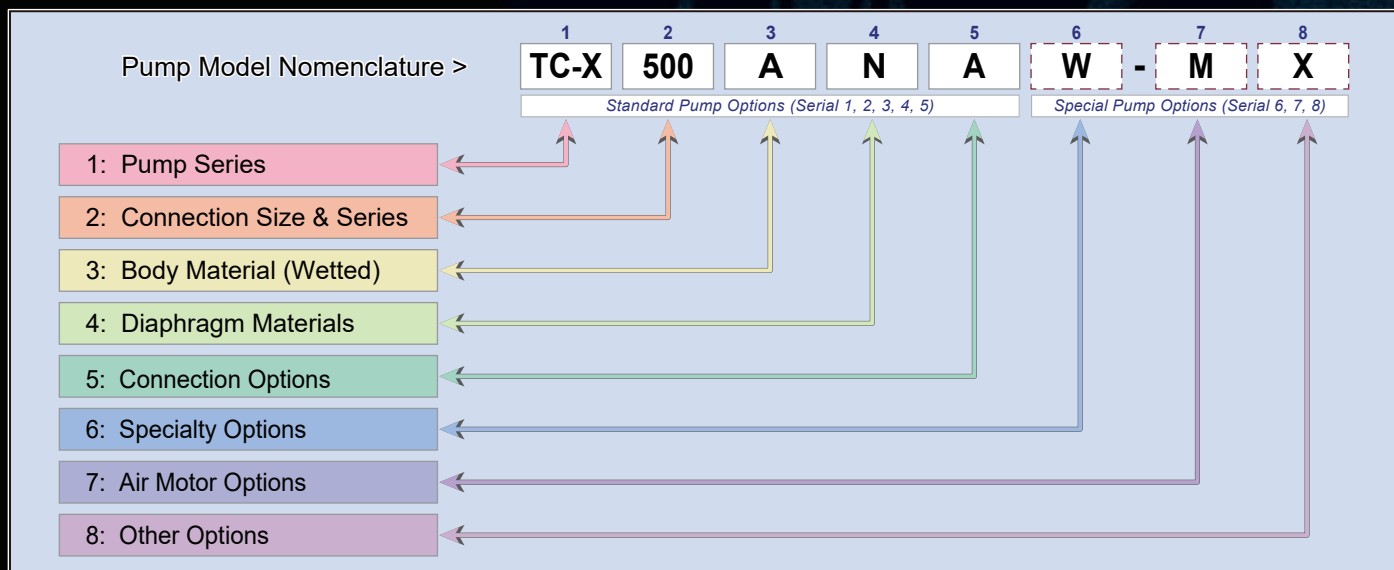 1 2 3 4 5 6 7 8
Pump Model Nomenclature > TC-X 500 A N A W - M X
Standard Pump Options (Serial 1, 2, 3, 4, 5) Special Pump Options (Serial 6, 7, 8)
1: Pump Series
2: Connection Size & Series
3: Body Material (Wetted)
4: Diaphragm Materials
5: Connection Options
6: Specialty Options
7: Air Motor Options
8: Other Options